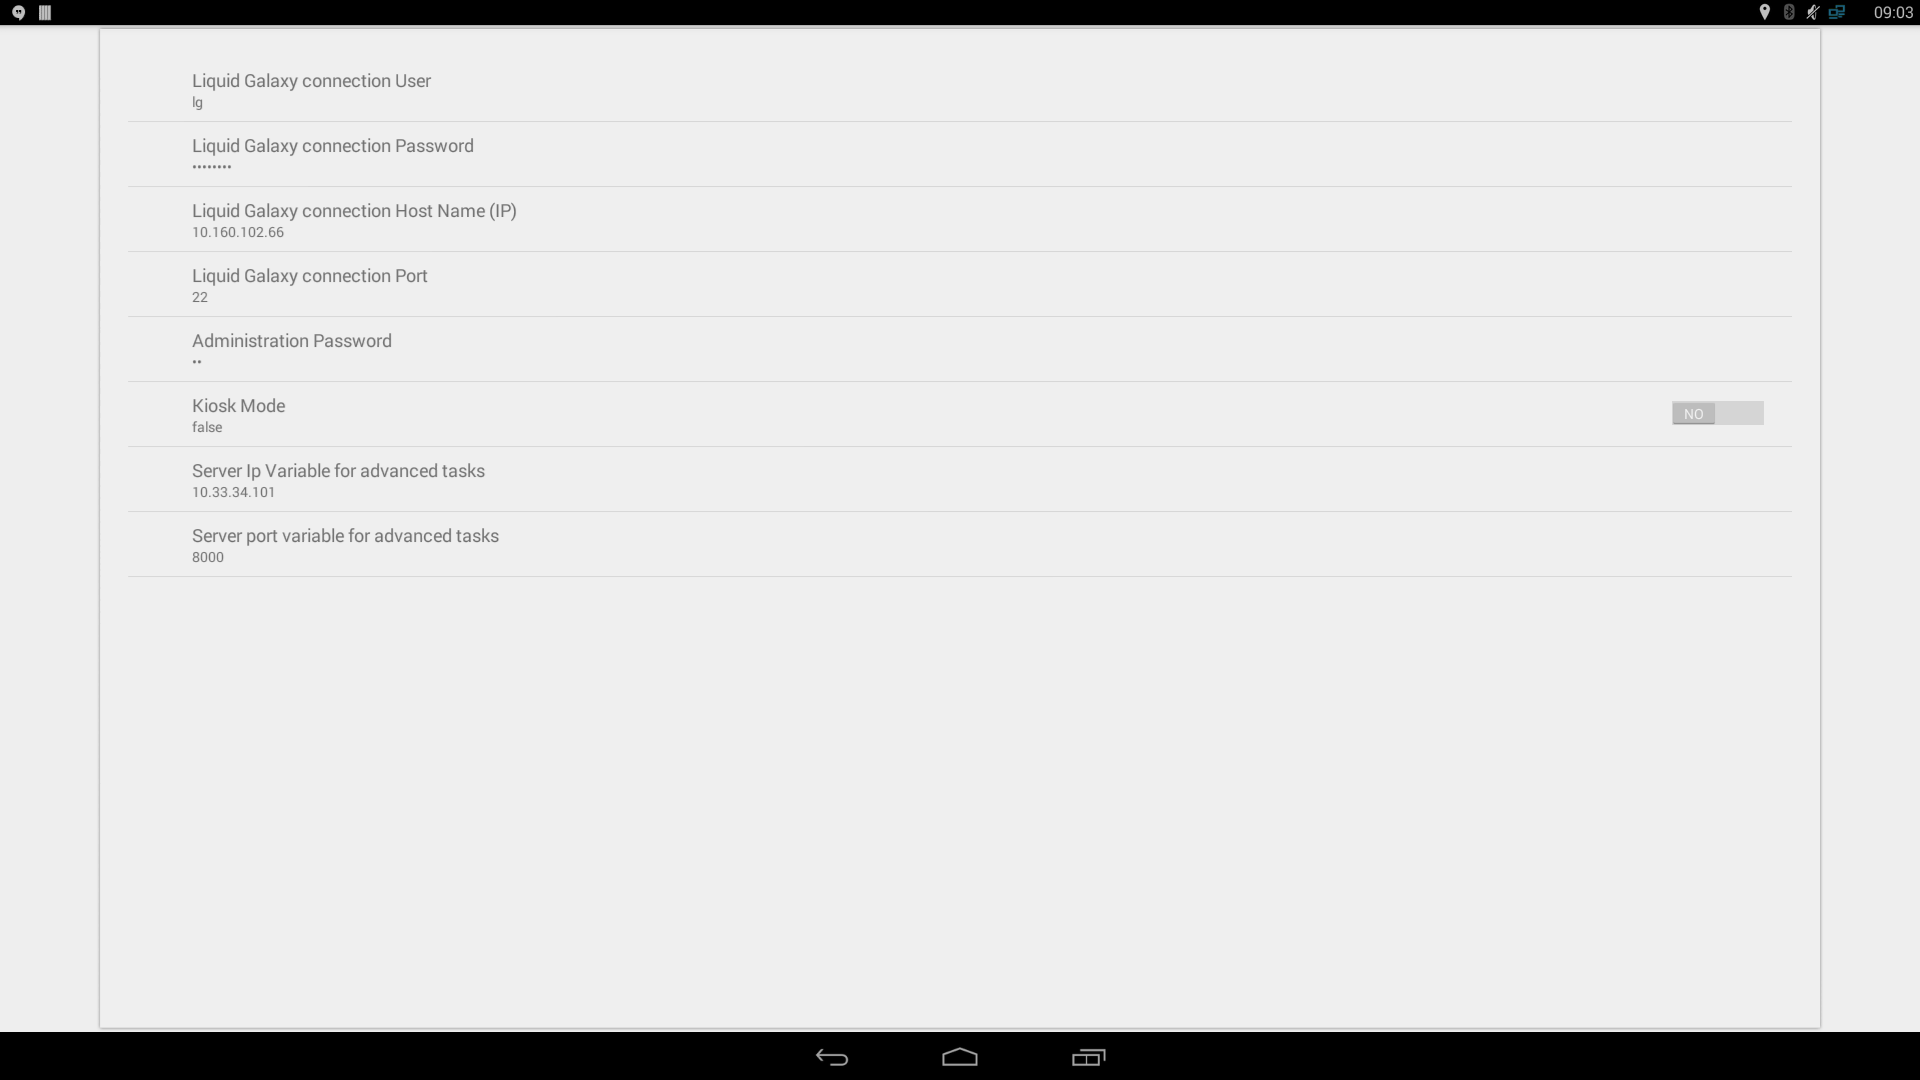 09:03
Liquid Galaxy connection User
lg
Liquid Galaxy connection Password
••••••••
Liquid Galaxy connection Host Name (IP)
10.160.102.66
Liquid Galaxy connection Port
22
Administration Password
••
Kiosk Mode
false
NO
Server Ip Variable for advanced tasks
10.33.34.101
Server port variable for advanced tasks
8000